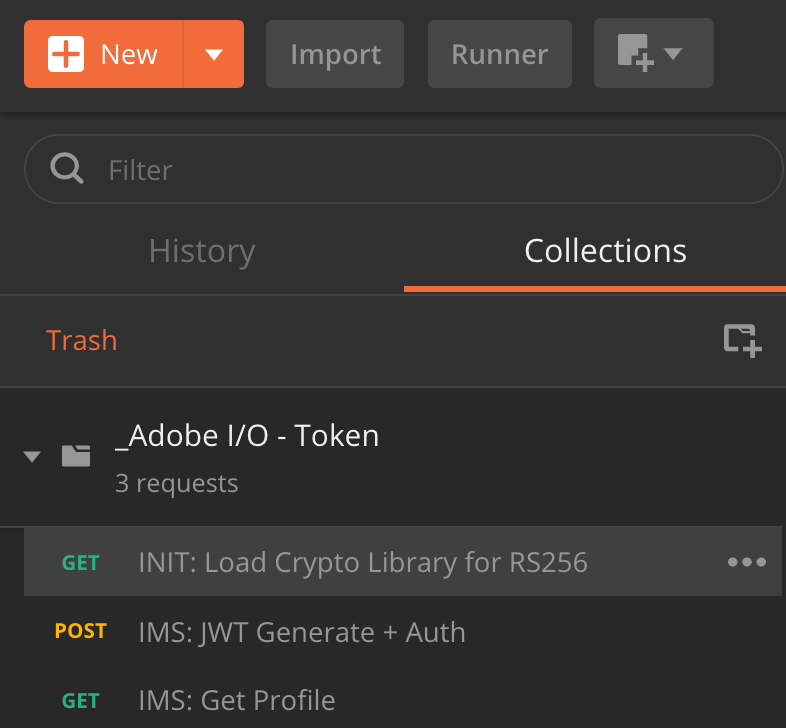 New
Import
Runner
Filter
History
Collections
Trash
_Adobe I/O - Token
3 requests
GET INIT: Load Crypto Library for RS256
POST IMS: JWT Generate + Auth
GET IMS: Get Profile